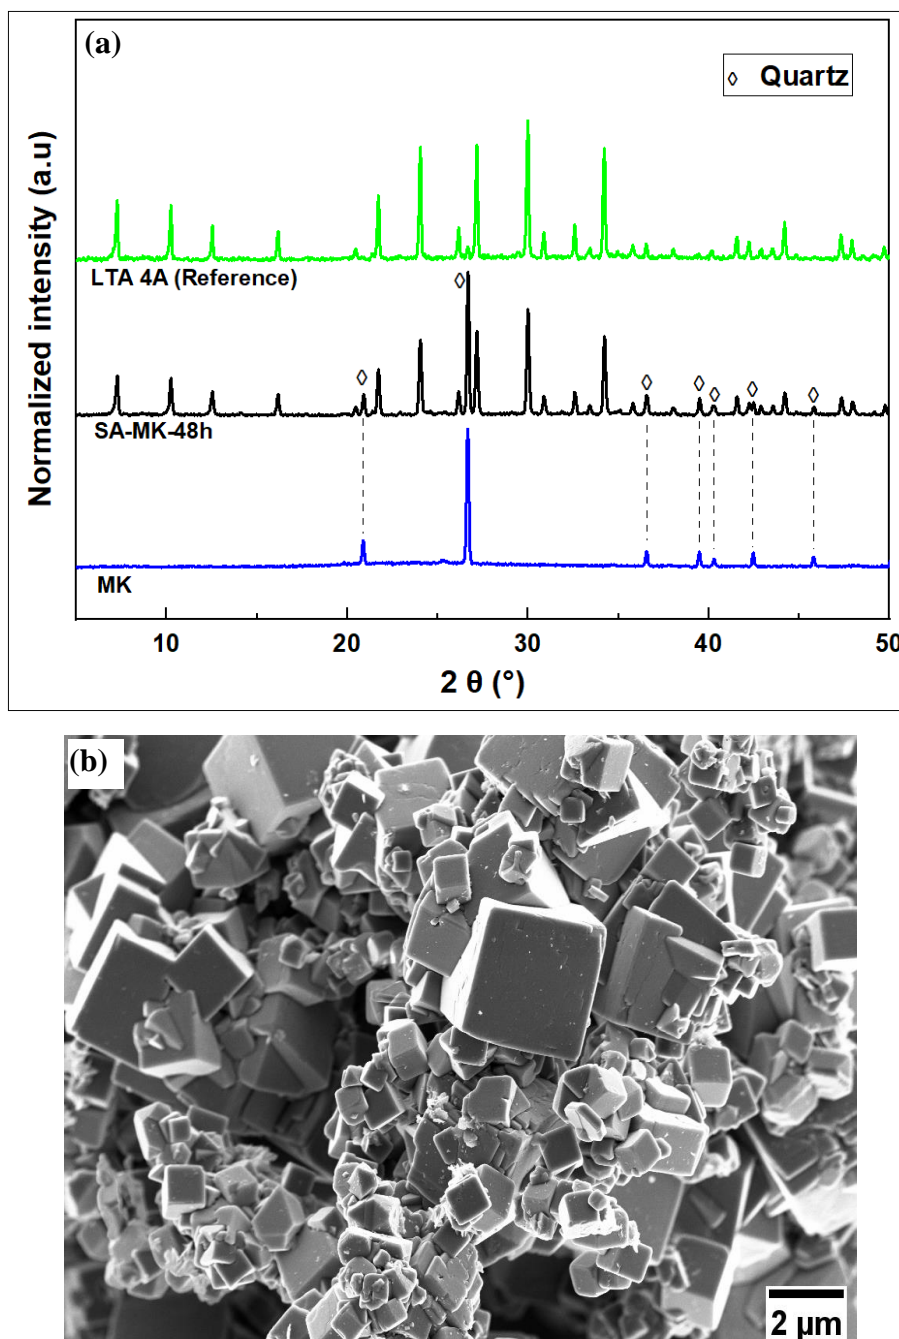 (a)
◊ Quartz
Normalized intensity (a.u)
LTA 4A (Reference)
SA-MK-48h
MK
10 20 30 40 50
2 θ (°)
(b)
2 µm